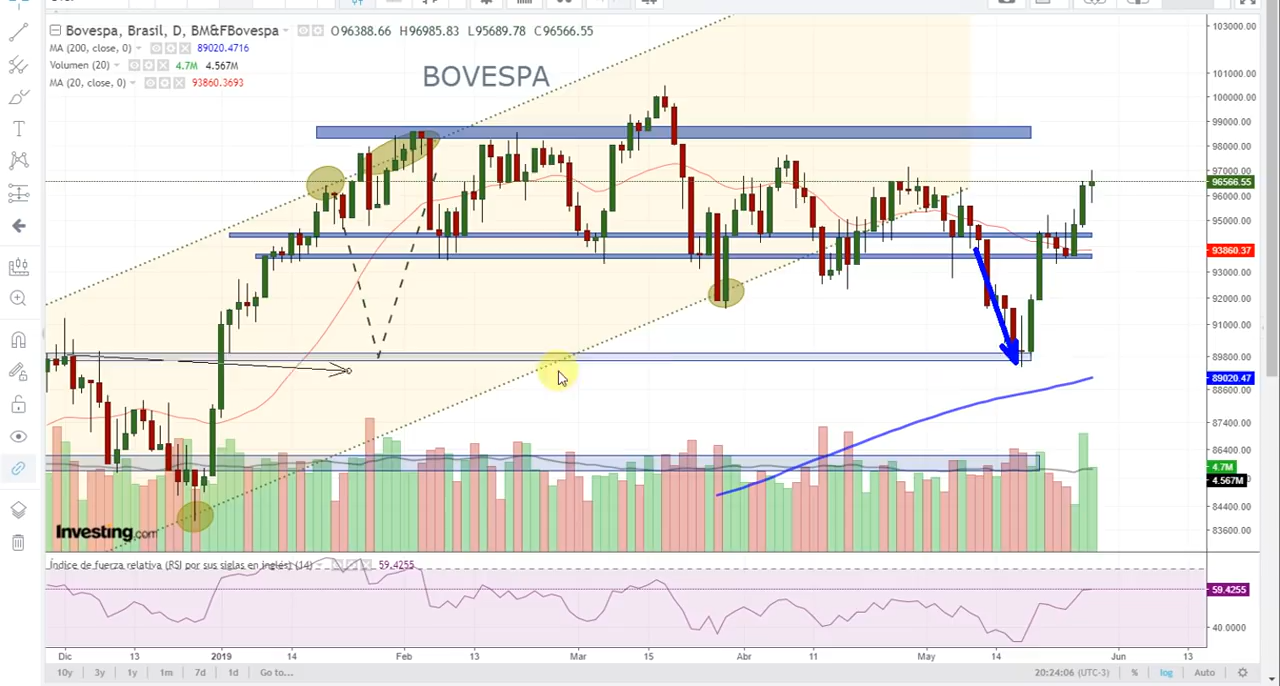 Bovespa, Brasil, D, BM&FBovespa O96388.66 H96985.83 L95689.78 C96566.55
MA (200, close, 0) 89020.4716
Volumen (20) 4.7M 4.567M
MA (20, close, 0) 93860.3693
BOVESPA
103000.00
101000.00
100000.00
99000.00
98000.00
97000.00
96566.55
96000.00
95000.00
93860.37
93000.00
92000.00
91000.00
89800.00
89020.47
88600.00
87400.00
86400.00
4.7M
4.567M
84400.00
83600.00
Investing.com
Índice de fuerza relativa (RSI por sus siglas en inglés) (14) 59.4255
59.4255
40.0000
Dic 13 2019 14 Feb 13 Mar 15 Abr 11 May 14 Jun 13
10y 3y 1y 1m 7d 1d Go to... 20:24:06 (UTC-3) % log Auto